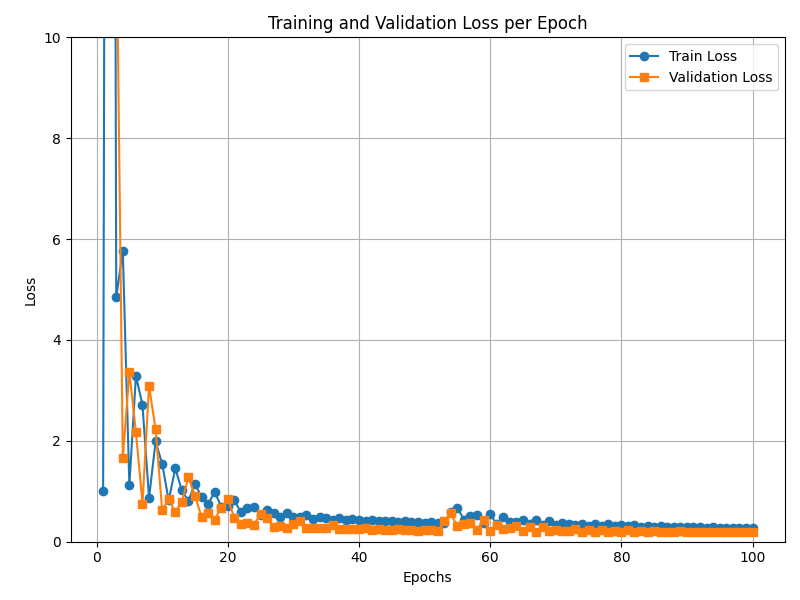 Training and Validation Loss per Epoch
Train Loss
Validation Loss
Loss
10
8
6
4
2
0
0 20 40 60 80 100
Epochs